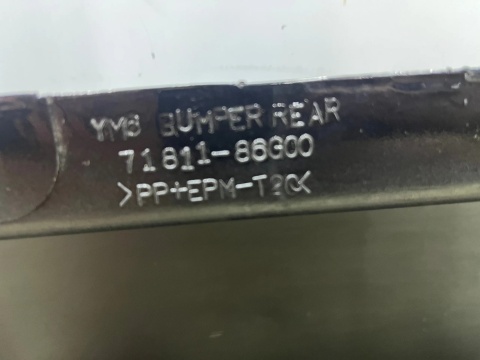 YM8 BUMPER REAR
71811-86G00
>PP+EPM-T20<